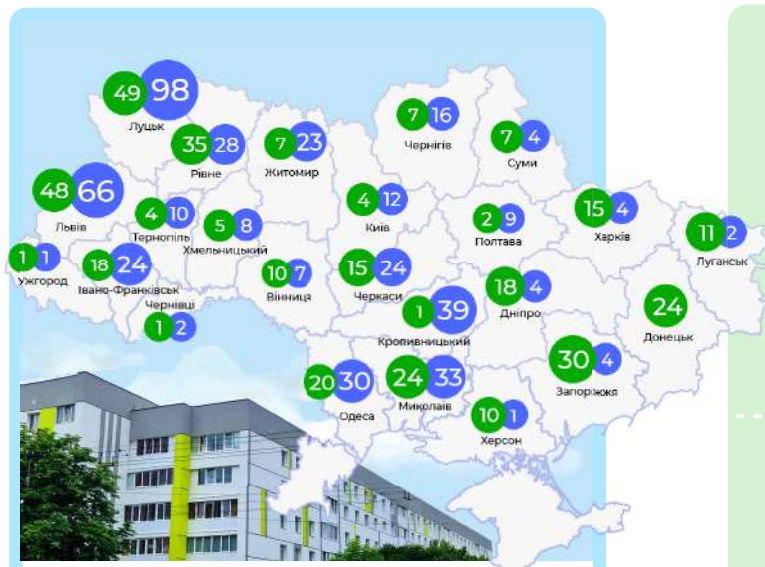 49 98
Луцьк
35 28
Рівне
7 23
Житомир
7 16
Чернігів
7 4
Суми
48 66
Львів
4 10
Тернопіль
5 8
Хмельницький
4 12
Київ
2 9
Полтава
15 4
Харків
11 2
Луганськ
1 1
Ужгород
18 24
Івано-Франківськ
Чернівці
1 2
10 7
Вінниця
15 24
Черкаси
1 39
Кропивницький
18 4
Дніпро
24
Донецьк
20 30
Одеса
24 33
Миколаїв
30 4
Запоріжжя
10 1
Херсон